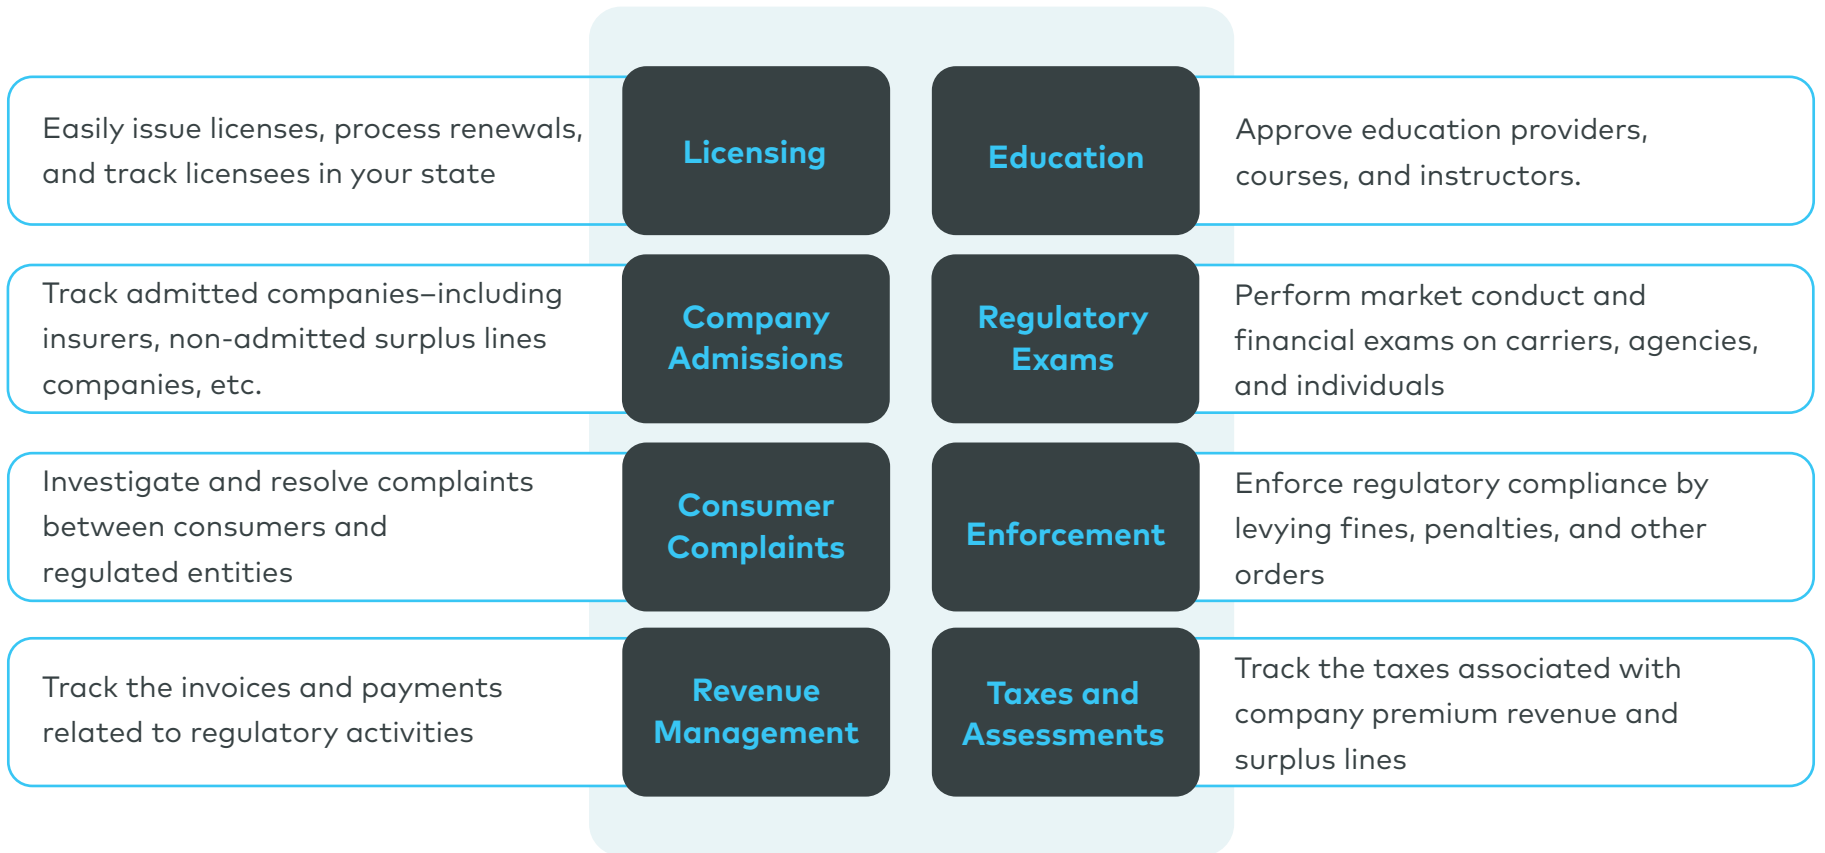 Easily issue licenses, process renewals,
and track licensees in your state
Licensing
Education
Approve education providers,
courses, and instructors.
Track admitted companies–including
insurers, non-admitted surplus lines
companies, etc.
Company
Admissions
Regulatory
Exams
Perform market conduct and
financial exams on carriers, agencies,
and individuals
Investigate and resolve complaints
between consumers and
regulated entities
Consumer
Complaints
Enforcement
Enforce regulatory compliance by
levying fines, penalties, and other
orders
Track the invoices and payments
related to regulatory activities
Revenue
Management
Taxes and
Assessments
Track the taxes associated with
company premium revenue and
surplus lines